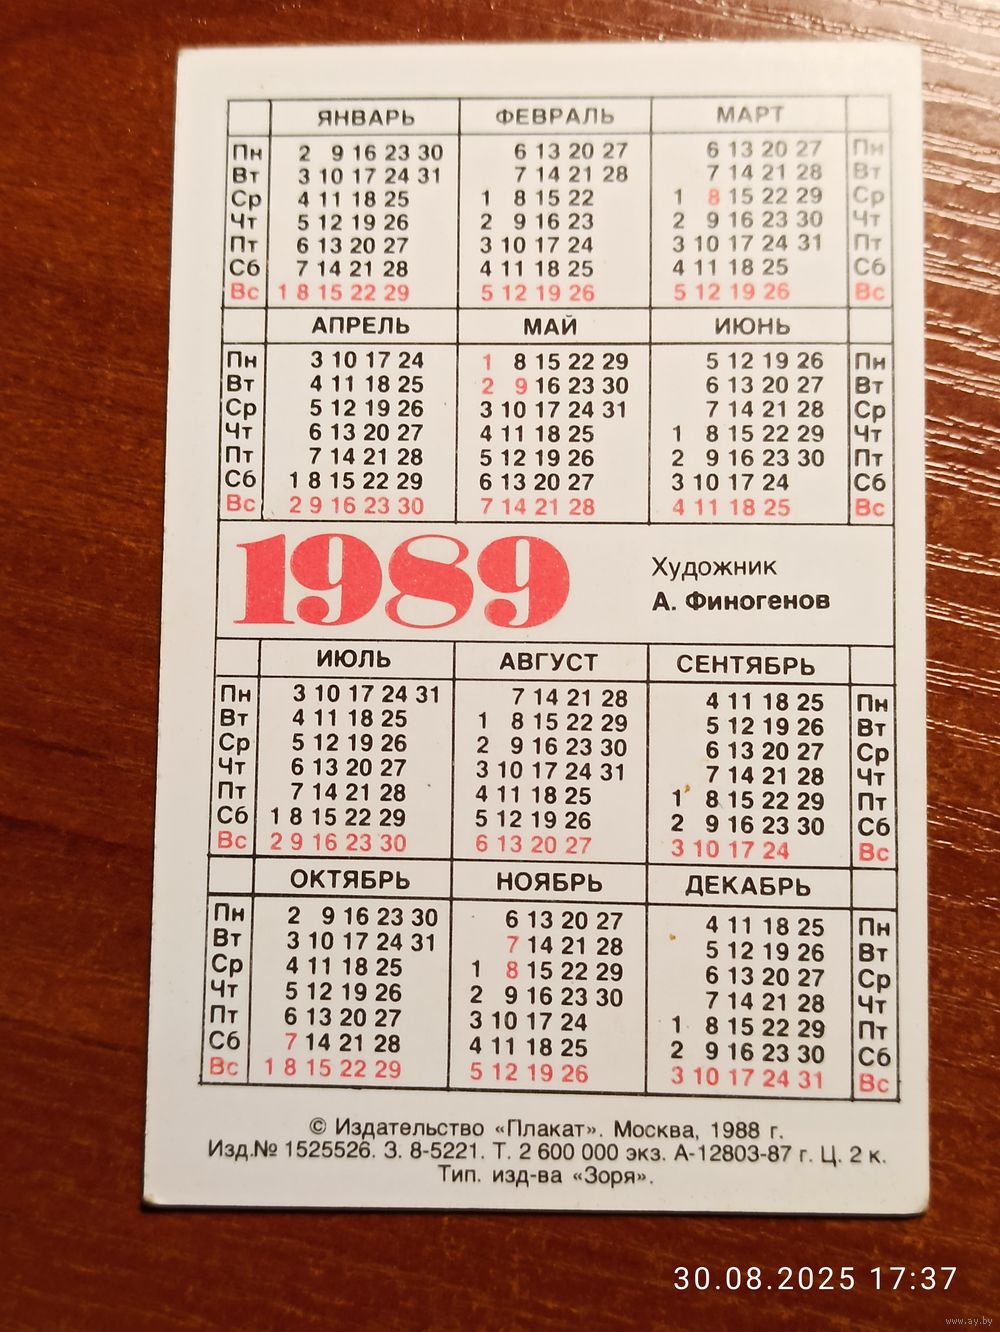 ЯНВАРЬ ФЕВРАЛЬ МАРТ
Пн 2 9 16 23 30 6 13 20 27 6 13 20 27 Пн
Вт 3 10 17 24 31 7 14 21 28 7 14 21 28 Вт
Ср 4 11 18 25 1 8 15 22 1 8 15 22 29 Ср
Чт 5 12 19 26 2 9 16 23 2 9 16 23 30 Чт
Пт 6 13 20 27 3 10 17 24 3 10 17 24 31 Пт
Сб 7 14 21 28 4 11 18 25 4 11 18 25 Сб
Вс 1 8 15 22 29 5 12 19 26 5 12 19 26 Вс
АПРЕЛЬ МАЙ ИЮНЬ
Пн 3 10 17 24 1 8 15 22 29 5 12 19 26 Пн
Вт 4 11 18 25 2 9 16 23 30 6 13 20 27 Вт
Ср 5 12 19 26 3 10 17 24 31 7 14 21 28 Ср
Чт 6 13 20 27 4 11 18 25 1 8 15 22 29 Чт
Пт 7 14 21 28 5 12 19 26 2 9 16 23 30 Пт
Сб 1 8 15 22 29 6 13 20 27 3 10 17 24 Сб
Вс 2 9 16 23 30 7 14 21 28 4 11 18 25 Вс
1989
Художник
А. Финогенов
ИЮЛЬ АВГУСТ СЕНТЯБРЬ
Пн 3 10 17 24 31 7 14 21 28 4 11 18 25 Пн
Вт 4 11 18 25 1 8 15 22 29 5 12 19 26 Вт
Ср 5 12 19 26 2 9 16 23 30 6 13 20 27 Ср
Чт 6 13 20 27 3 10 17 24 31 7 14 21 28 Чт
Пт 7 14 21 28 4 11 18 25 1 8 15 22 29 Пт
Сб 1 8 15 22 29 5 12 19 26 2 9 16 23 30 Сб
Вс 2 9 16 23 30 6 13 20 27 3 10 17 24 Вс
ОКТЯБРЬ НОЯБРЬ ДЕКАБРЬ
Пн 2 9 16 23 30 6 13 20 27 4 11 18 25 Пн
Вт 3 10 17 24 31 7 14 21 28 5 12 19 26 Вт
Ср 4 11 18 25 1 8 15 22 29 6 13 20 27 Ср
Чт 5 12 19 26 2 9 16 23 30 7 14 21 28 Чт
Пт 6 13 20 27 3 10 17 24 1 8 15 22 29 Пт
Сб 7 14 21 28 4 11 18 25 2 9 16 23 30 Сб
Вс 1 8 15 22 29 5 12 19 26 3 10 17 24 31 Вс
© Издательство «Плакат». Москва, 1988 г.
Изд.№ 1525526. З. 8-5221. Т. 2 600 000 экз. А-12803-87 г. Ц. 2 к.
Тип. изд-ва «Зоря».
30.08.2025 17:37
www.ay.by